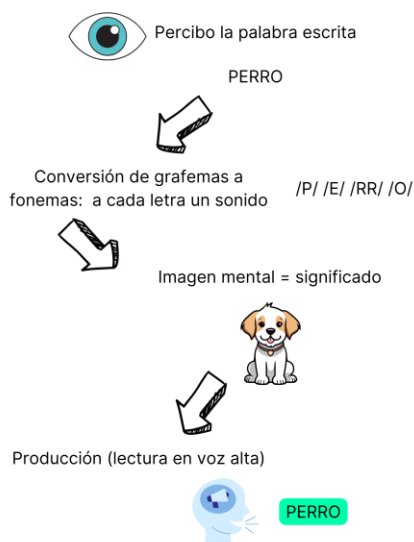 Percibo la palabra escrita
PERRO
Conversión de grafemas a
fonemas: a cada letra un sonido
/P/ /E/ /RR/ /O/
Imagen mental = significado
Producción (lectura en voz alta)
PERRO